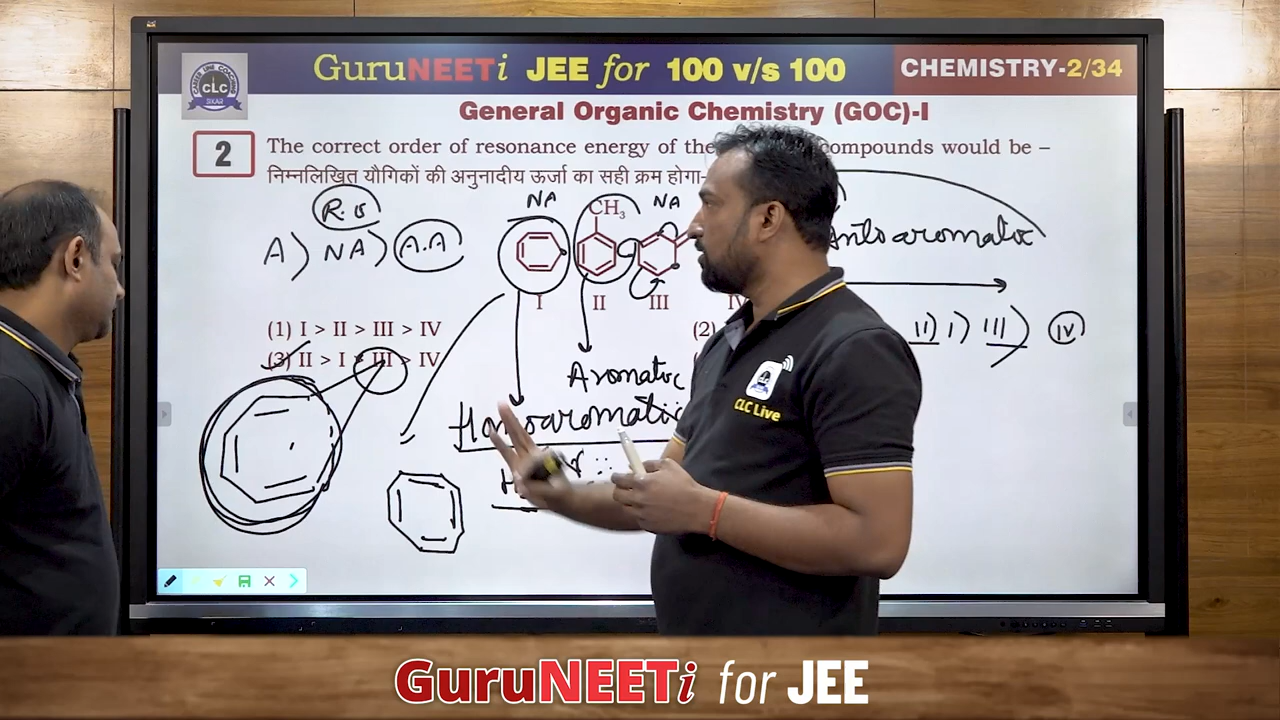 GuruNEETi JEE for 100 v/s 100
CHEMISTRY-2/34
CLC
SIKAR
General Organic Chemistry (GOC)-I
2
The correct order of resonance energy of the compounds would be –
निम्नलिखित यौगिकों की अनुनादीय ऊर्जा का सही क्रम होगा-
R.E
NA
CH₃
NA
A > NA > A.A
Antiaromatic
I
II
III
IV
(1) I > II > III > IV
(2)
II > I > III > IV
(3) II > I > III > IV
Aromatic
Homoaromatic
CLC Live
GuruNEETi for JEE